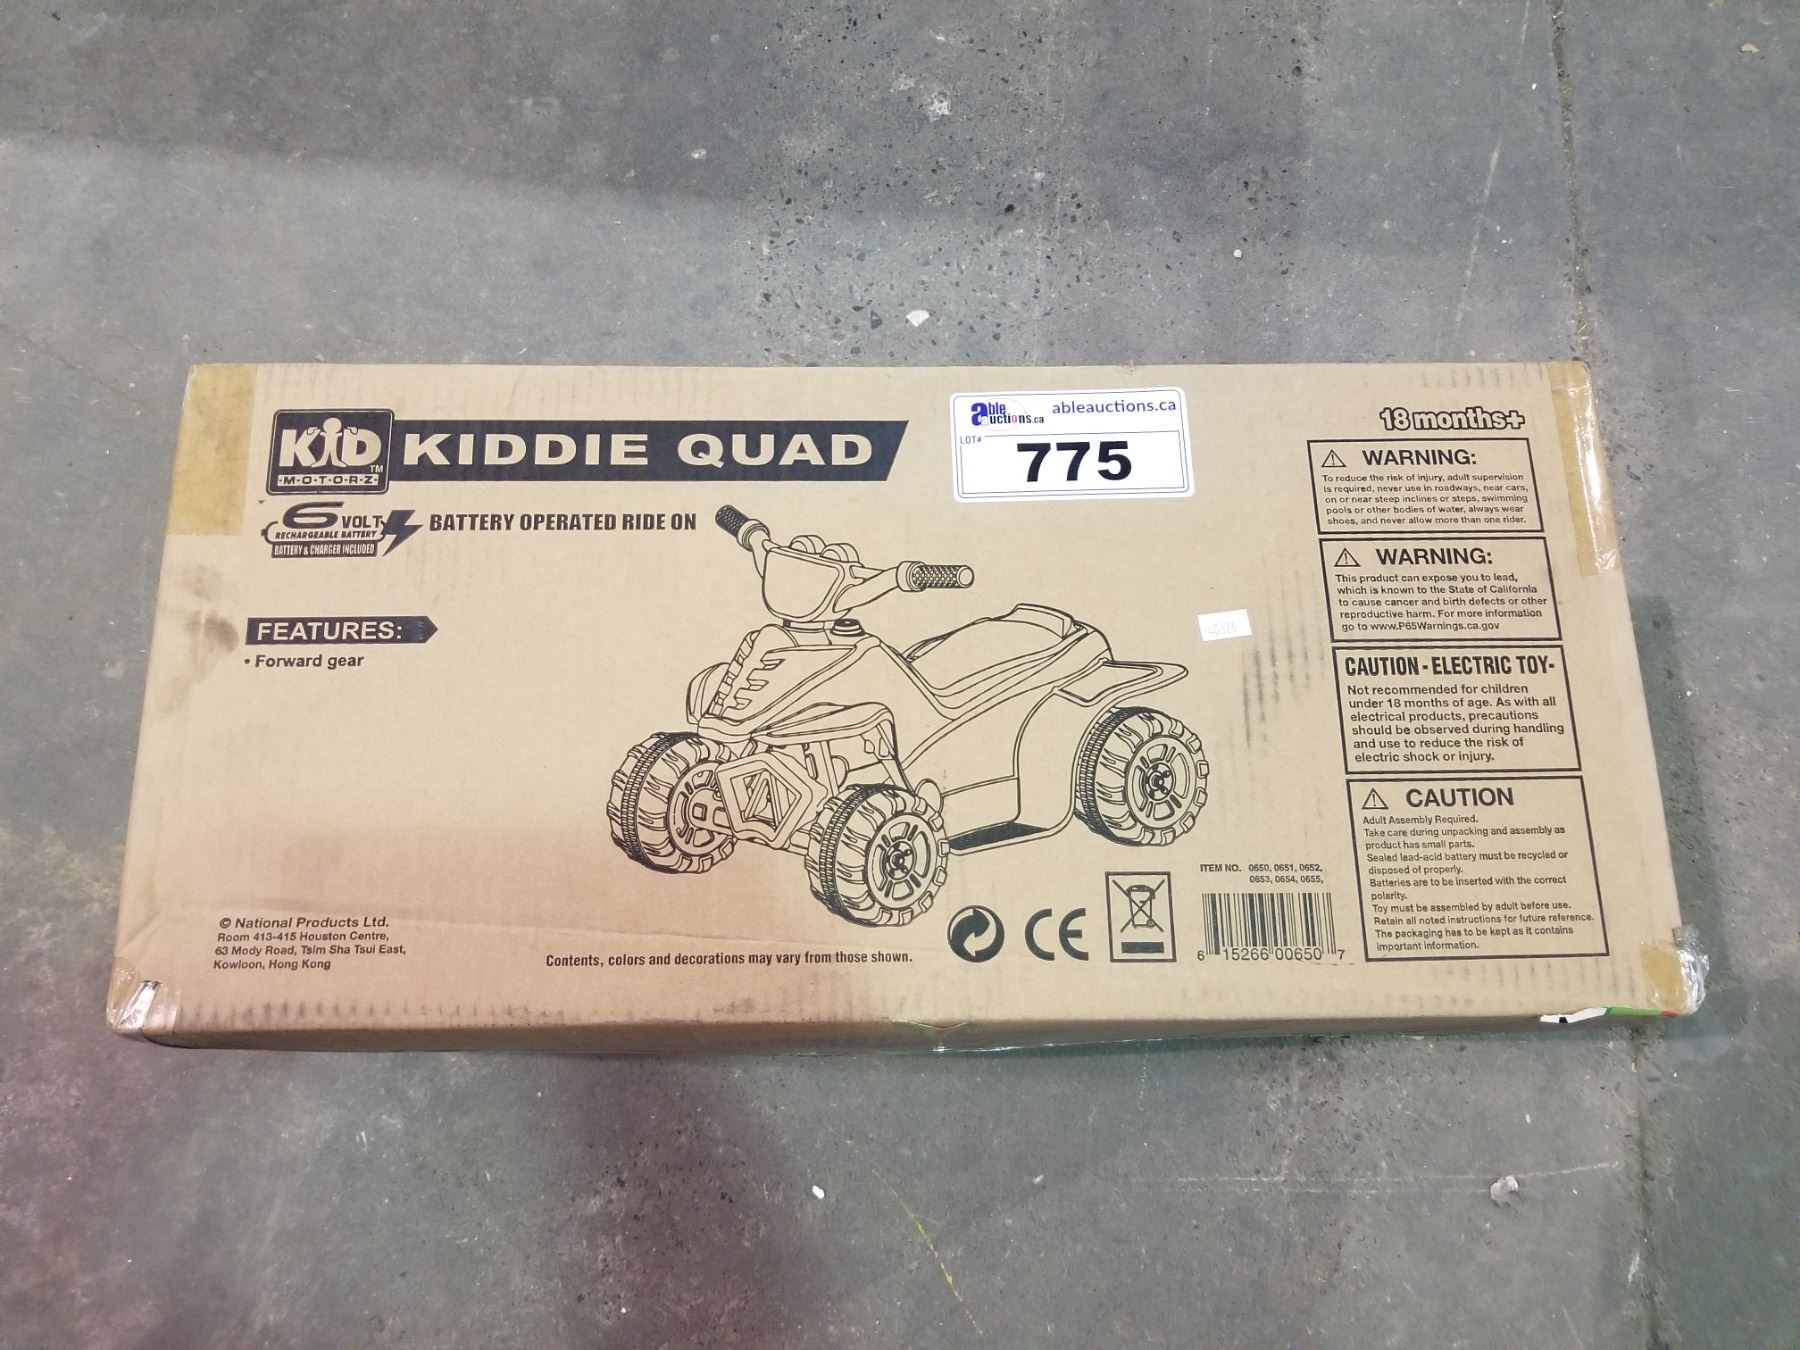 KID
M·O·T·O·R·Z
TM
KIDDIE QUAD
6 VOLT
RECHARGEABLE BATTERY
BATTERY & CHARGER INCLUDED
BATTERY OPERATED RIDE ON
FEATURES:
• Forward gear
able auctions.ca
ableauctions.ca
LOT#
775
18 months+
WARNING:
To reduce the risk of injury, adult supervision
is required, never use in roadways, near cars,
on or near steep inclines or steps, swimming
pools or other bodies of water, always wear
shoes, and never allow more than one rider.
WARNING:
This product can expose you to lead,
which is known to the State of California
to cause cancer and birth defects or other
reproductive harm. For more information
go to www.P65Warnings.ca.gov
CAUTION - ELECTRIC TOY-
Not recommended for children
under 18 months of age. As with all
electrical products, precautions
should be observed during handling
and use to reduce the risk of
electric shock or injury.
CAUTION
Adult Assembly Required.
Take care during unpacking and assembly as
product has small parts.
Sealed lead-acid battery must be recycled or
disposed of properly.
Batteries are to be inserted with the correct
polarity.
Toy must be assembled by adult before use.
Retain all noted instructions for future reference.
The packaging has to be kept as it contains
important information.
40326
ITEM NO. 0650, 0651, 0652,
0653, 0654, 0655,
6 15266 00650 7
CE
© National Products Ltd.
Room 413-415 Houston Centre,
63 Mody Road, Tsim Sha Tsui East,
Kowloon, Hong Kong
Contents, colors and decorations may vary from those shown.